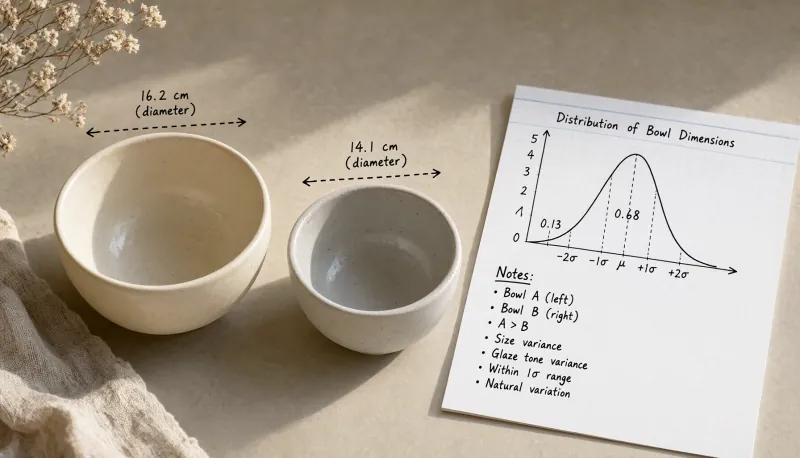 16.2 cm
(diameter)
14.1 cm
(diameter)
Distribution of Bowl Dimensions
5
4
3
2
1
0
0.13
0.68
-2σ
-1σ
μ
+1σ
+2σ
Notes:
• Bowl A (left)
• Bowl B (right)
• A > B
• Size variance
• Glaze tone variance
• Within 1σ range
• Natural variation